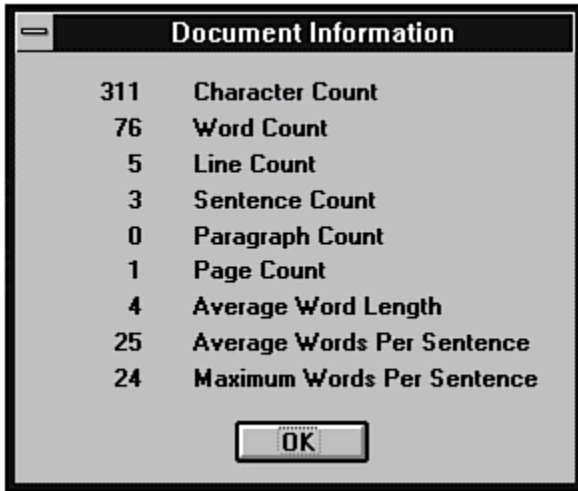 Document Information
311 Character Count
76 Word Count
5 Line Count
3 Sentence Count
0 Paragraph Count
1 Page Count
4 Average Word Length
25 Average Words Per Sentence
24 Maximum Words Per Sentence
OK